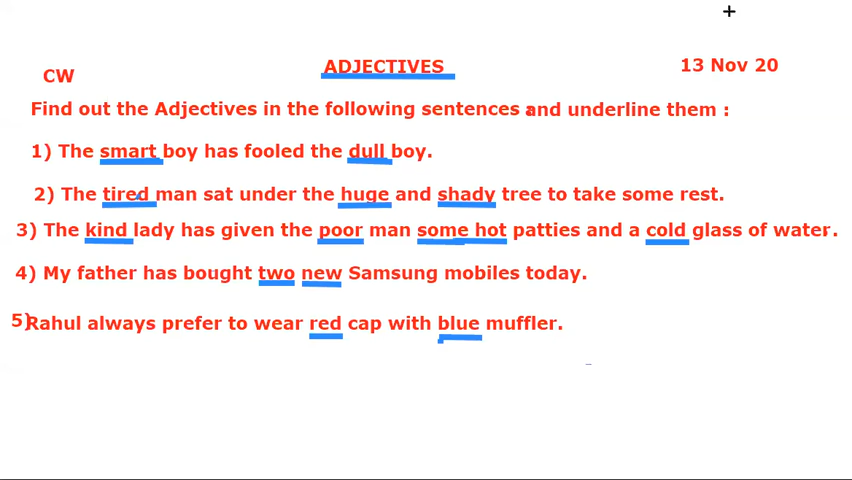 ADJECTIVES
13 Nov 20
CW
Find out the Adjectives in the following sentences and underline them :
1) The smart boy has fooled the dull boy.
2) The tired man sat under the huge and shady tree to take some rest.
3) The kind lady has given the poor man some hot patties and a cold glass of water.
4) My father has bought two new Samsung mobiles today.
5) Rahul always prefer to wear red cap with blue muffler.